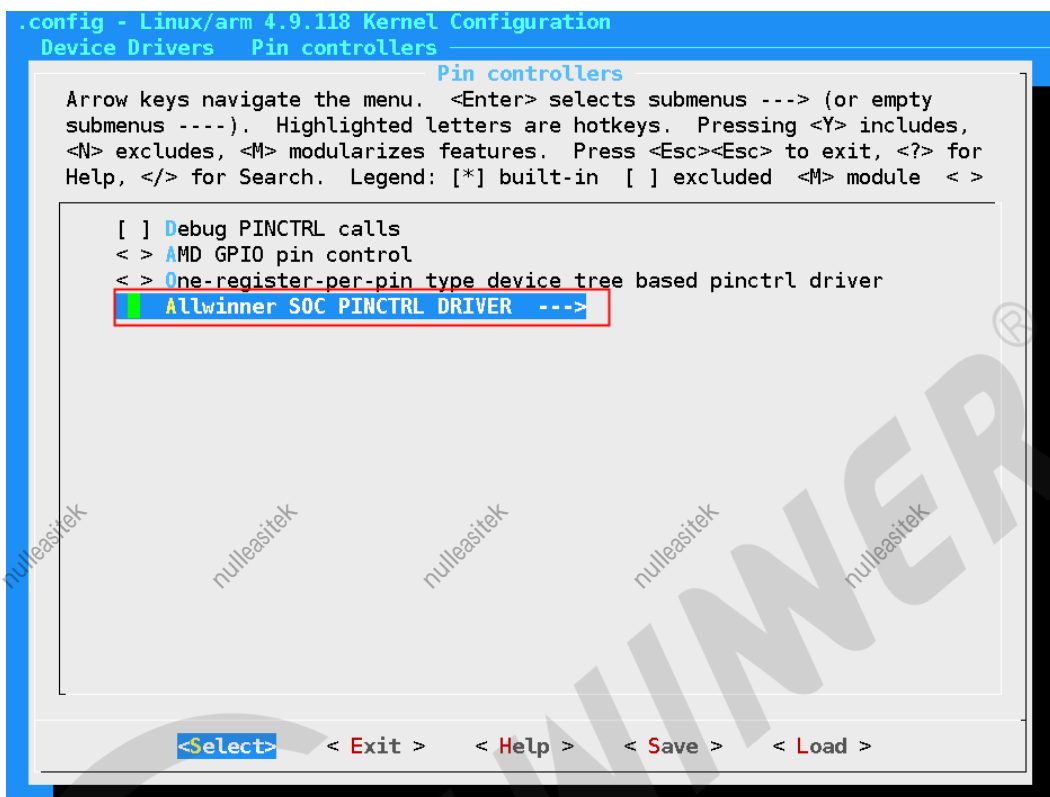 .config - Linux/arm 4.9.118 Kernel Configuration
Device Drivers   Pin controllers
Pin controllers
Arrow keys navigate the menu.  <Enter> selects submenus ---> (or empty
submenus ----).  Highlighted letters are hotkeys.  Pressing <Y> includes,
<N> excludes, <M> modularizes features.  Press <Esc><Esc> to exit, <?> for
Help, </> for Search.  Legend: [*] built-in  [ ] excluded  <M> module  < >
[ ] Debug PINCTRL calls
< > AMD GPIO pin control
< > One-register-per-pin type device tree based pinctrl driver
Allwinner SOC PINCTRL DRIVER  --->
nulleasitek nulleasitek nulleasitek nulleasitek nulleasitek
WINNER®
<Select>    < Exit >    < Help >    < Save >    < Load >